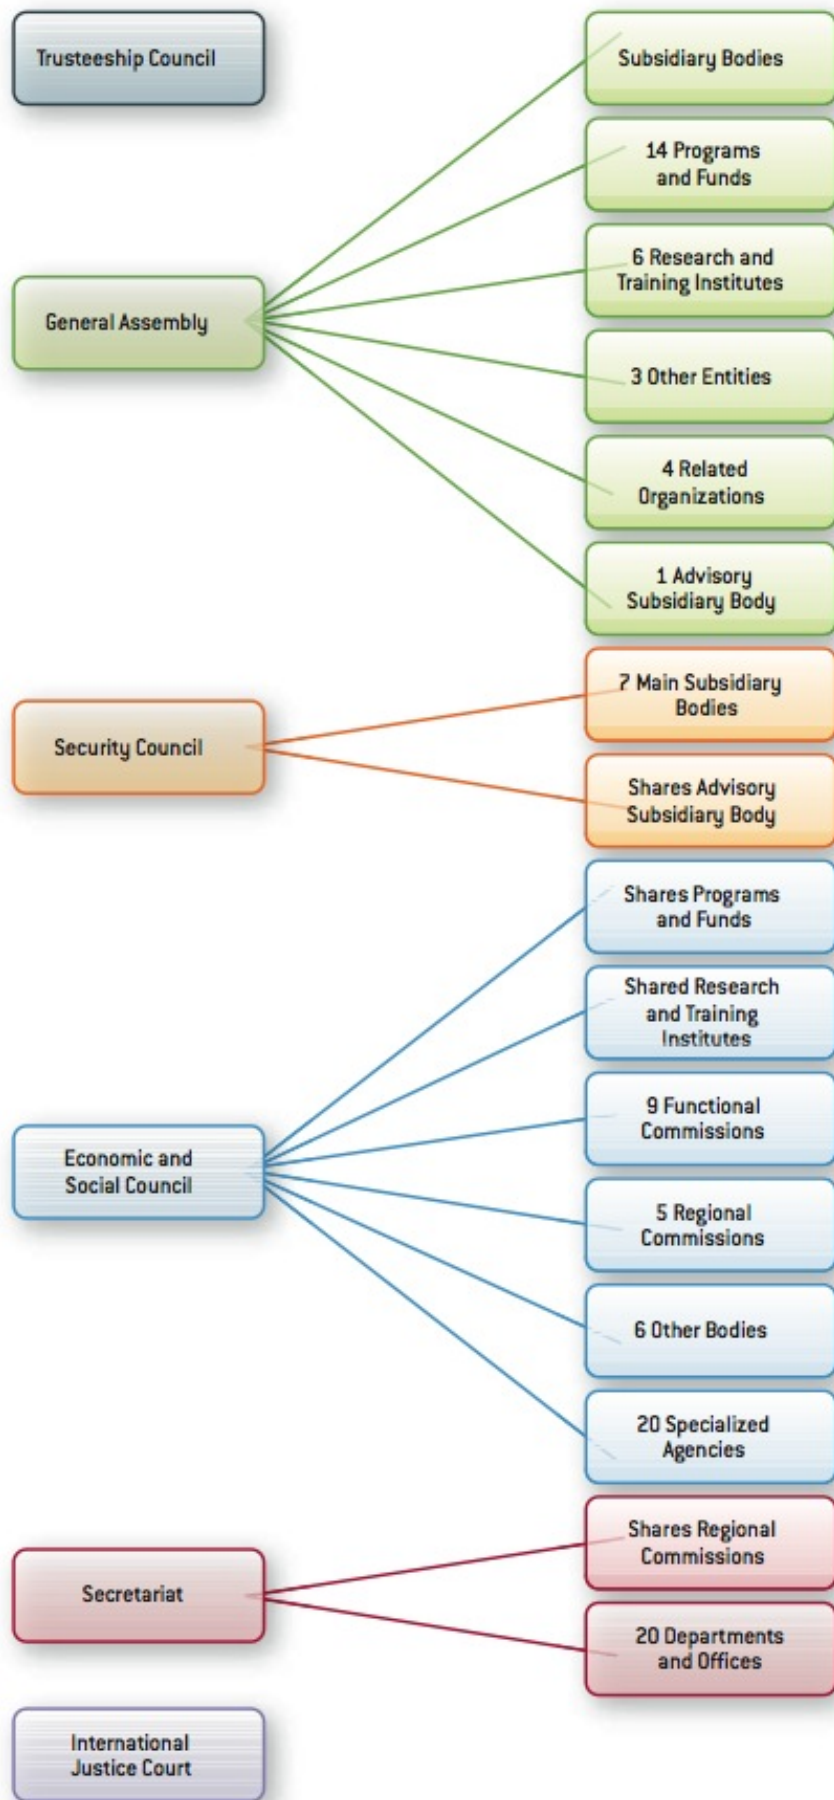 Trusteeship Council
Subsidiary Bodies
14 Programs
and Funds
6 Research and
Training Institutes
General Assembly
3 Other Entities
4 Related
Organizations
1 Advisory
Subsidiary Body
7 Main Subsidiary
Bodies
Security Council
Shares Advisory
Subsidiary Body
Shares Programs
and Funds
Shared Research
and Training
Institutes
9 Functional
Commissions
Economic and
Social Council
5 Regional
Commissions
6 Other Bodies
20 Specialized
Agencies
Shares Regional
Commissions
Secretariat
20 Departments
and Offices
International
Justice Court